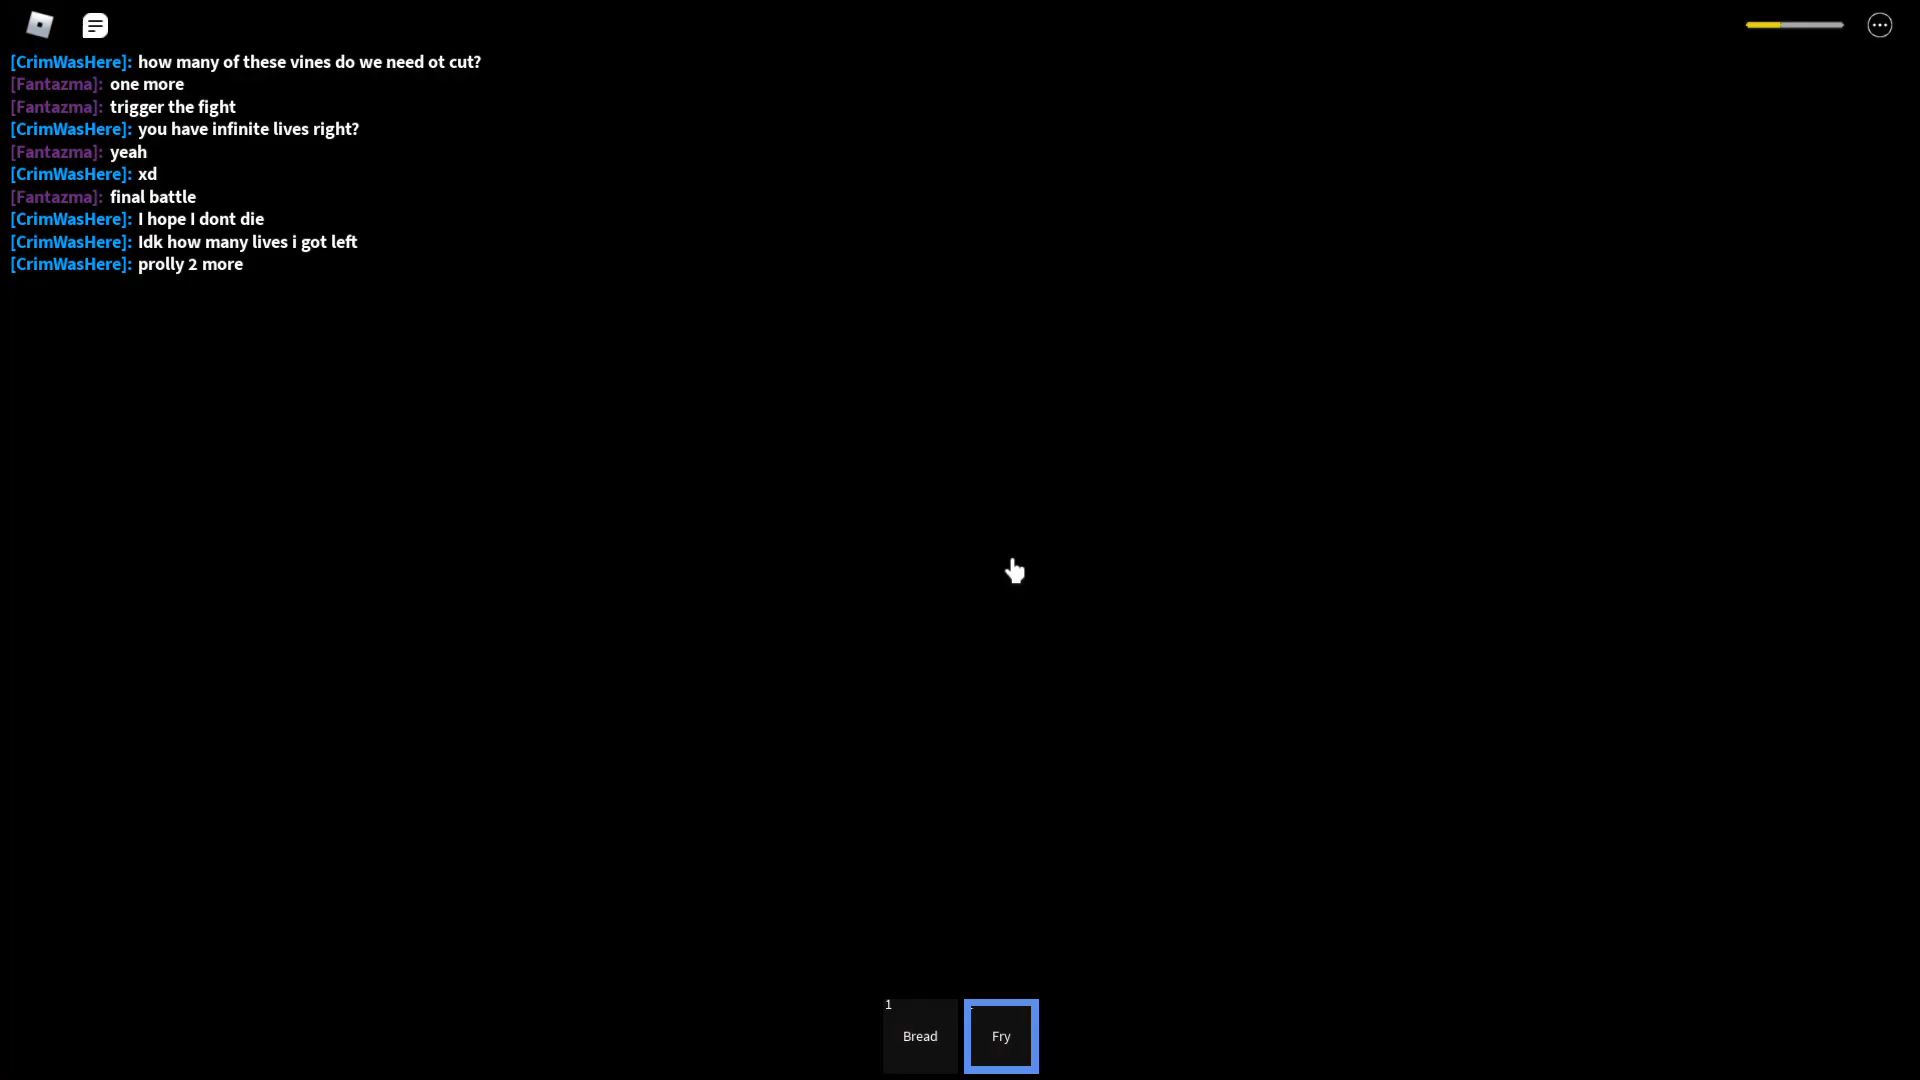 [CrimWasHere]: how many of these vines do we need ot cut?
[Fantazma]: one more
[Fantazma]: trigger the fight
[CrimWasHere]: you have infinite lives right?
[Fantazma]: yeah
[CrimWasHere]: xd
[Fantazma]: final battle
[CrimWasHere]: I hope I dont die
[CrimWasHere]: Idk how many lives i got left
[CrimWasHere]: prolly 2 more
1
Bread
Fry